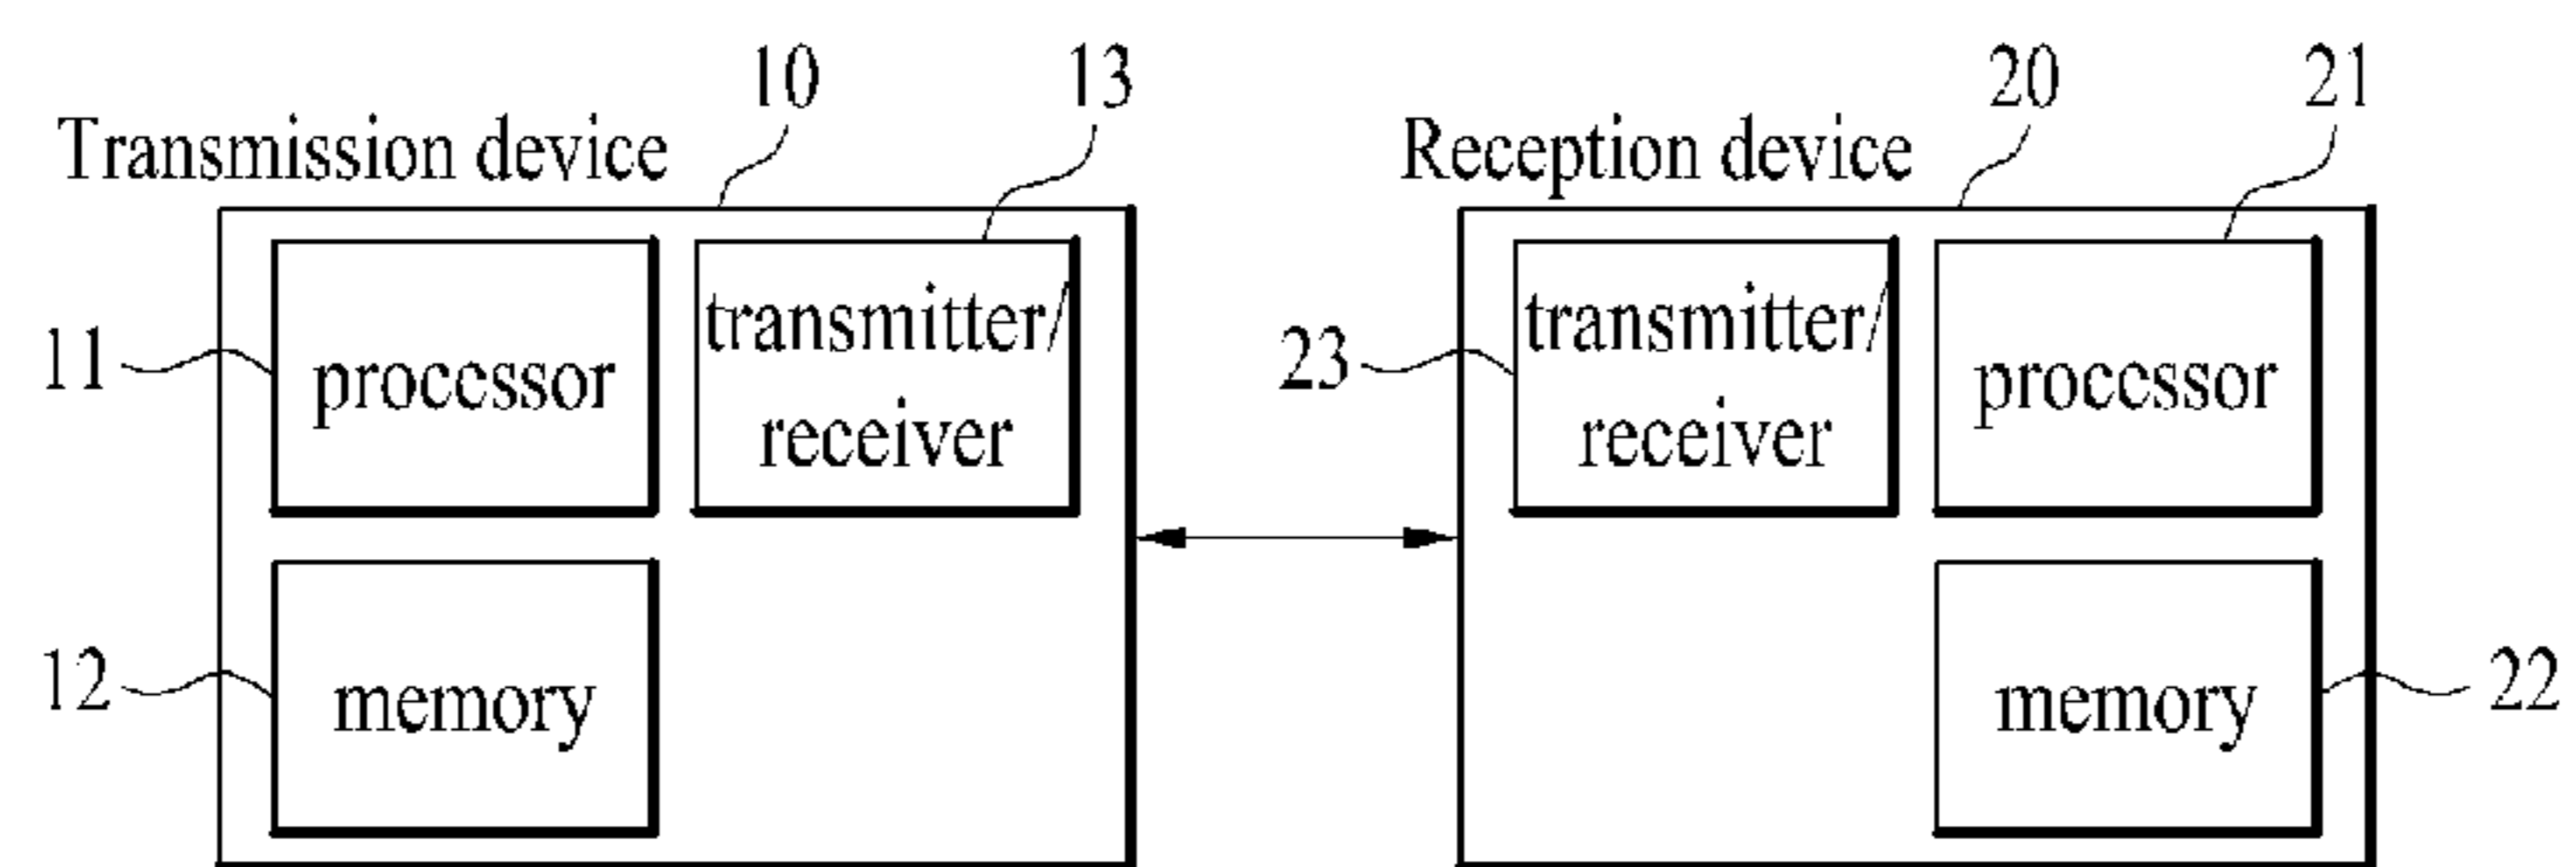 10
13
20
21
Transmission device
Reception device
transmitter/
transmitter/
11
processor
23
processor
receiver
receiver
12
memory
memory
22